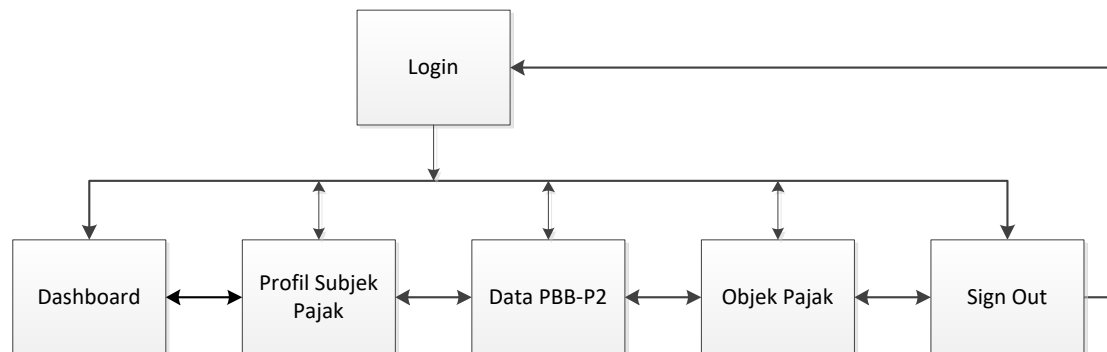 Login
Dashboard
Profil Subjek
Pajak
Data PBB-P2
Objek Pajak
Sign Out